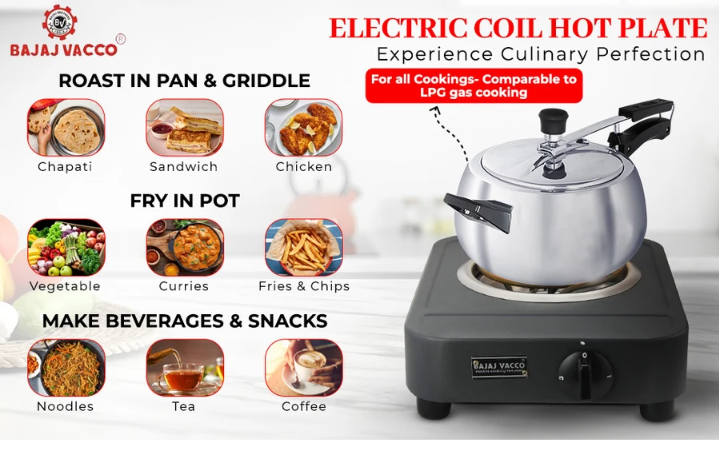 BV
BAJAJ VACCO®
ELECTRIC COIL HOT PLATE
Experience Culinary Perfection
For all Cookings- Comparable to
LPG gas cooking
ROAST IN PAN & GRIDDLE
Chapati
Sandwich
Chicken
FRY IN POT
Vegetable
Curries
Fries & Chips
MAKE BEVERAGES & SNACKS
Noodles
Tea
Coffee
BAJAJ VACCO